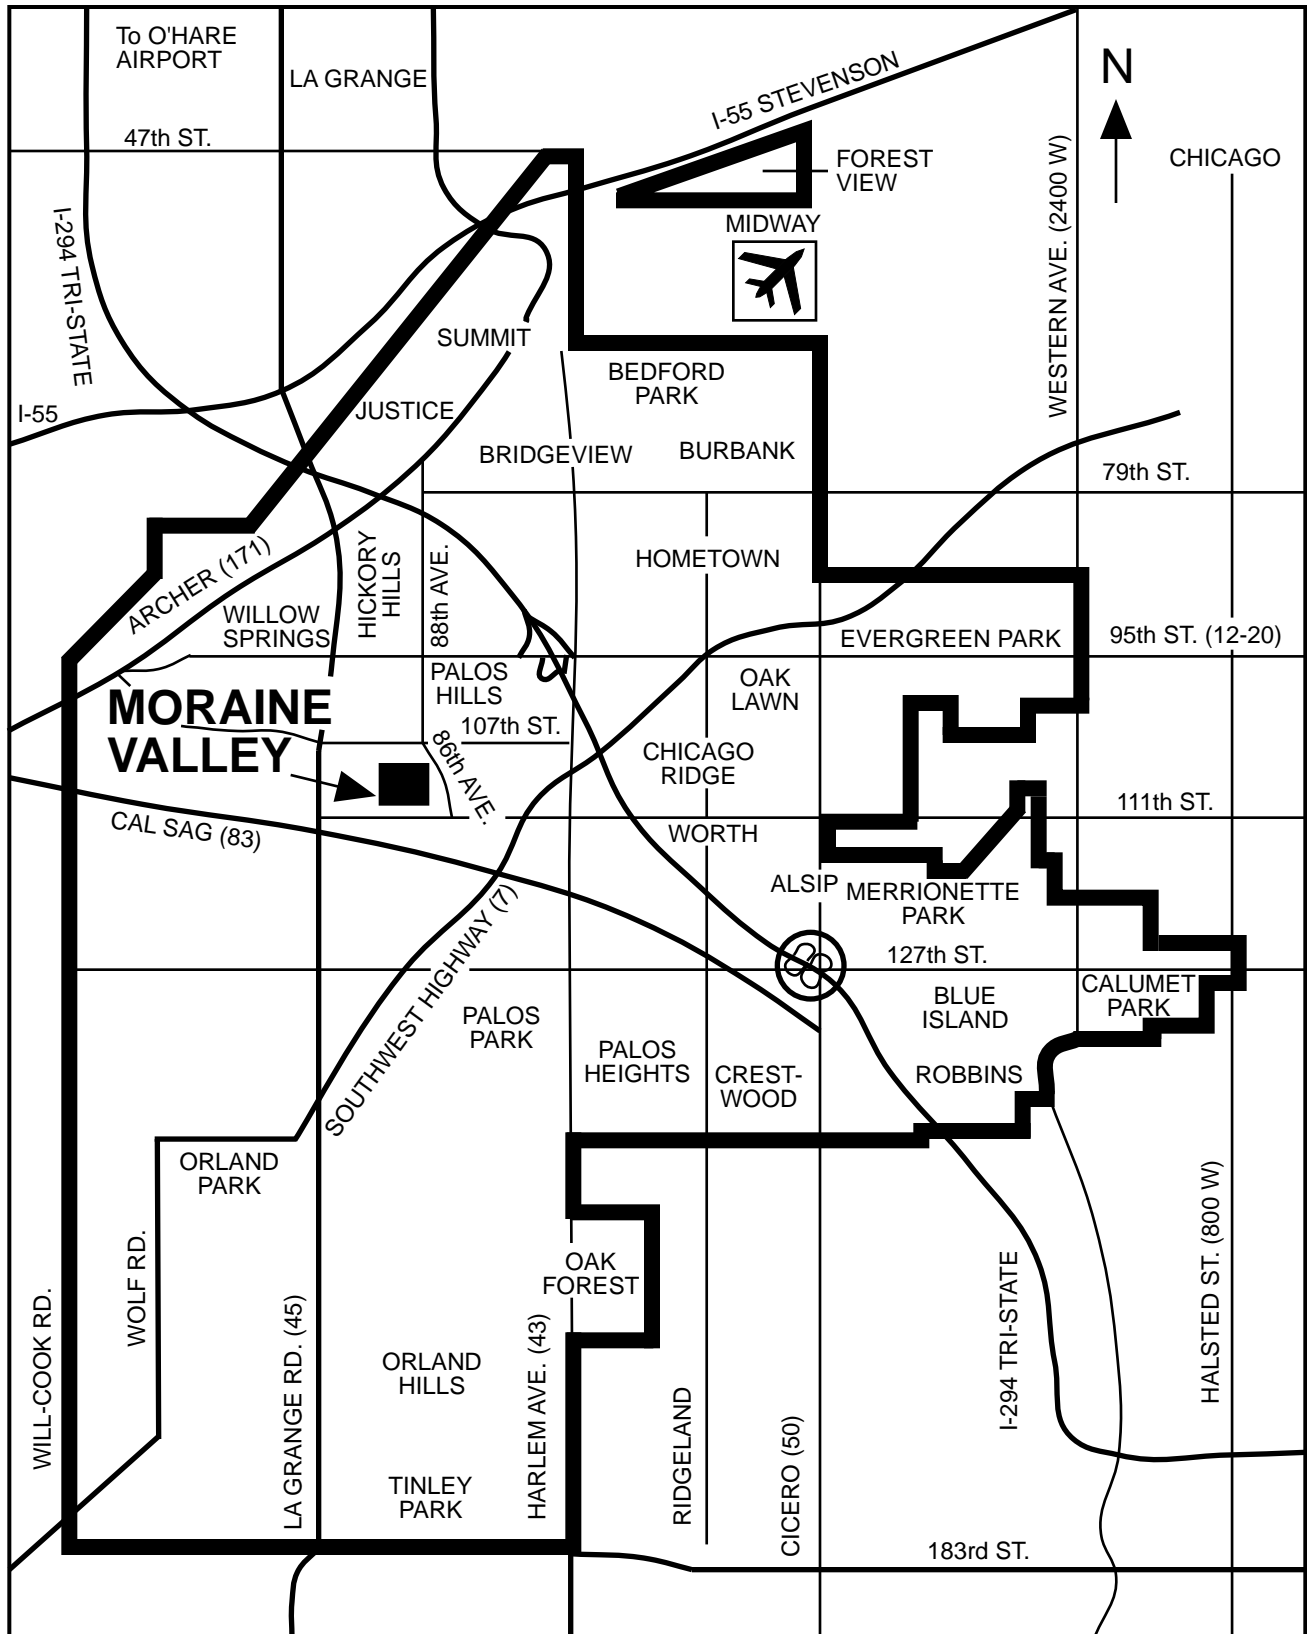 To O'HARE
AIRPORT
LA GRANGE
I-55 STEVENSON
N
47th ST.
FOREST
VIEW
CHICAGO
MIDWAY
WESTERN AVE. (2400 W)
I-294 TRI-STATE
SUMMIT
BEDFORD
PARK
I-55
JUSTICE
BRIDGEVIEW
BURBANK
79th ST.
ARCHER (171)
HICKORY
HILLS
88th AVE.
HOMETOWN
WILLOW
SPRINGS
EVERGREEN PARK
95th ST. (12-20)
PALOS
HILLS
OAK
LAWN
MORAINE
VALLEY
107th ST.
86th AVE.
CHICAGO
RIDGE
111th ST.
CAL SAG (83)
WORTH
ALSIP
MERRIONETTE
PARK
SOUTHWEST HIGHWAY (7)
127th ST.
BLUE
ISLAND
CALUMET
PARK
PALOS
PARK
PALOS
HEIGHTS
CREST-
WOOD
ROBBINS
ORLAND
PARK
WOLF RD.
OAK
FOREST
HALSTED ST. (800 W)
I-294 TRI-STATE
WILL-COOK RD.
LA GRANGE RD. (45)
ORLAND
HILLS
HARLEM AVE. (43)
RIDGELAND
CICERO (50)
TINLEY
PARK
183rd ST.